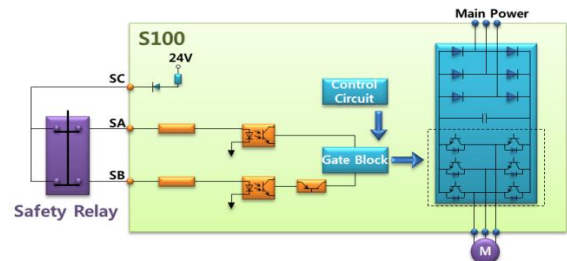 Main Power
S100
24V
SC
Control
Circuit
SA
Gate Block
SB
Safety Relay
M